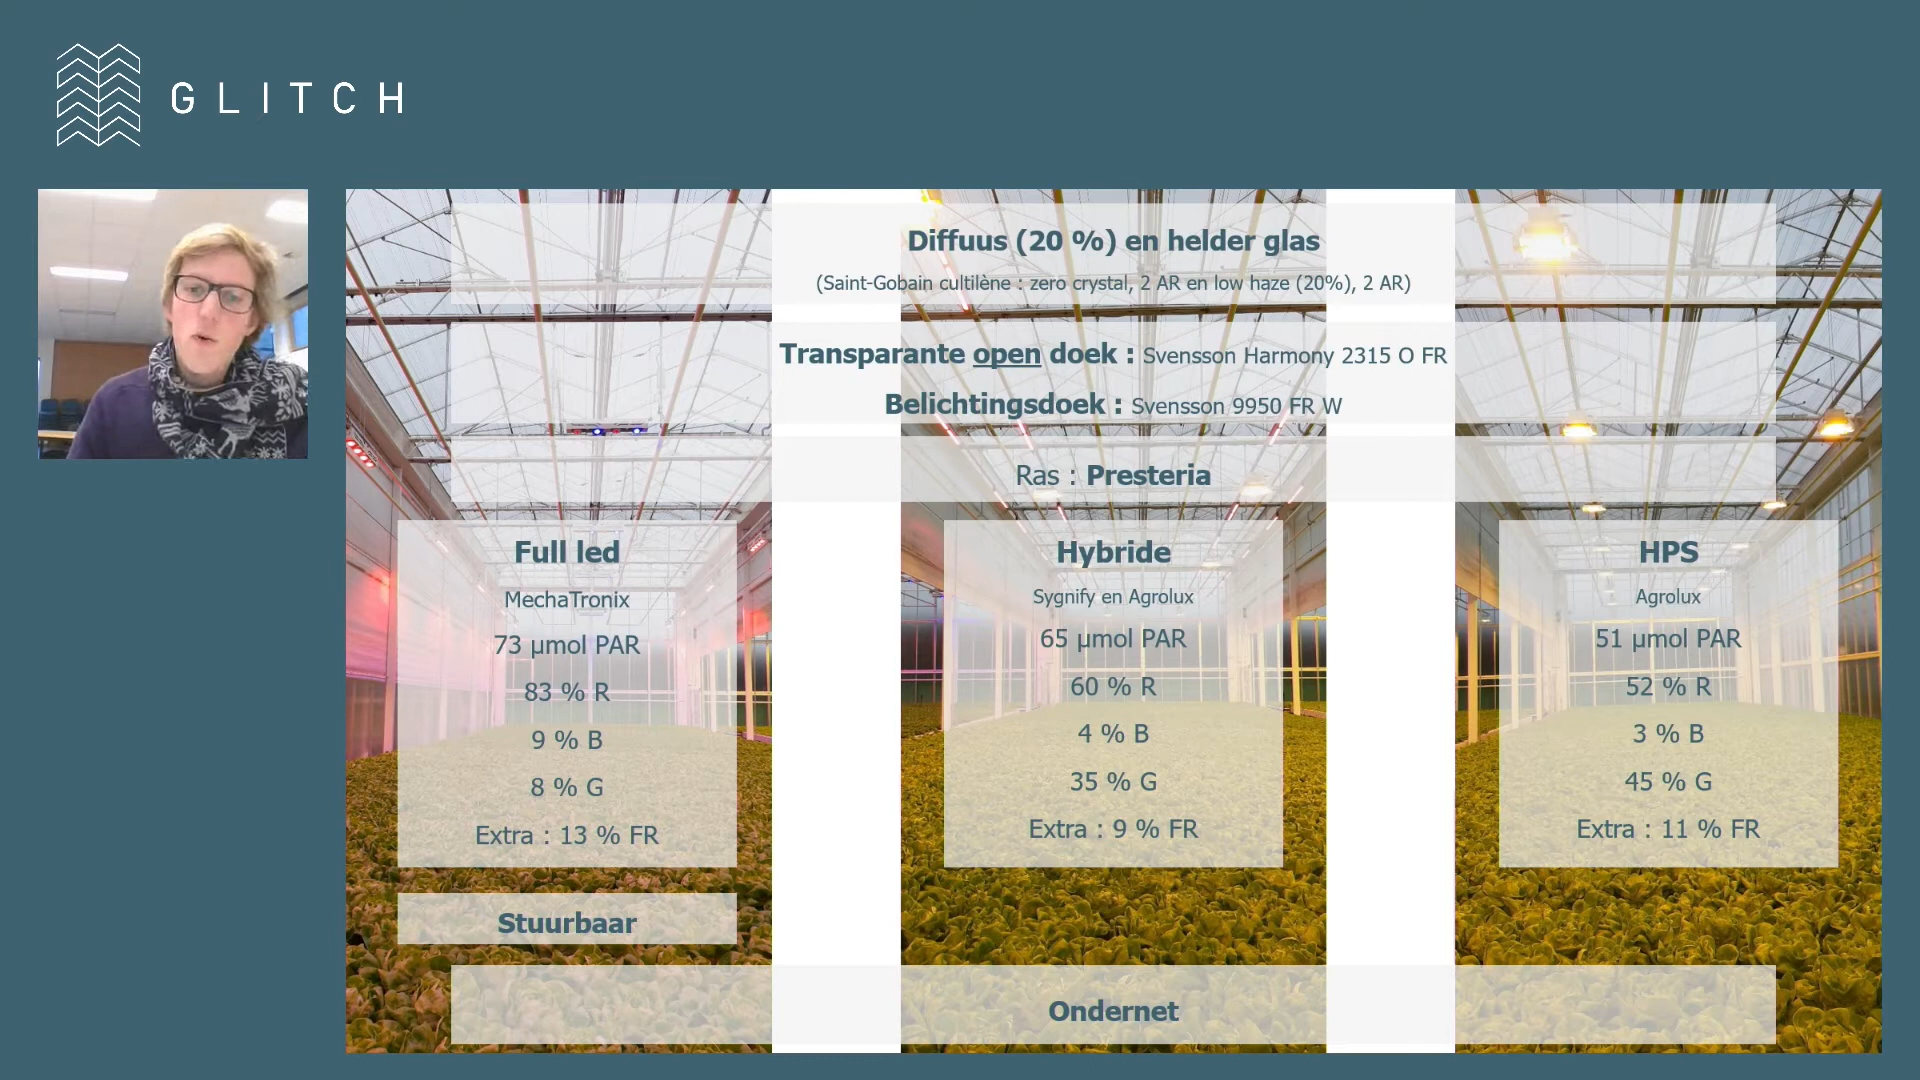 GLITCH
Diffuus (20 %) en helder glas
(Saint-Gobain cultilène : zero crystal, 2 AR en low haze (20%), 2 AR)
Transparante open doek : Svensson Harmony 2315 O FR
Belichtingsdoek : Svensson 9950 FR W
Ras : Presteria
Full led
MechaTronix
73 µmol PAR
83 % R
9 % B
8 % G
Extra : 13 % FR
Stuurbaar
Hybride
Sygnify en Agrolux
65 µmol PAR
60 % R
4 % B
35 % G
Extra : 9 % FR
HPS
Agrolux
51 µmol PAR
52 % R
3 % B
45 % G
Extra : 11 % FR
Ondernet